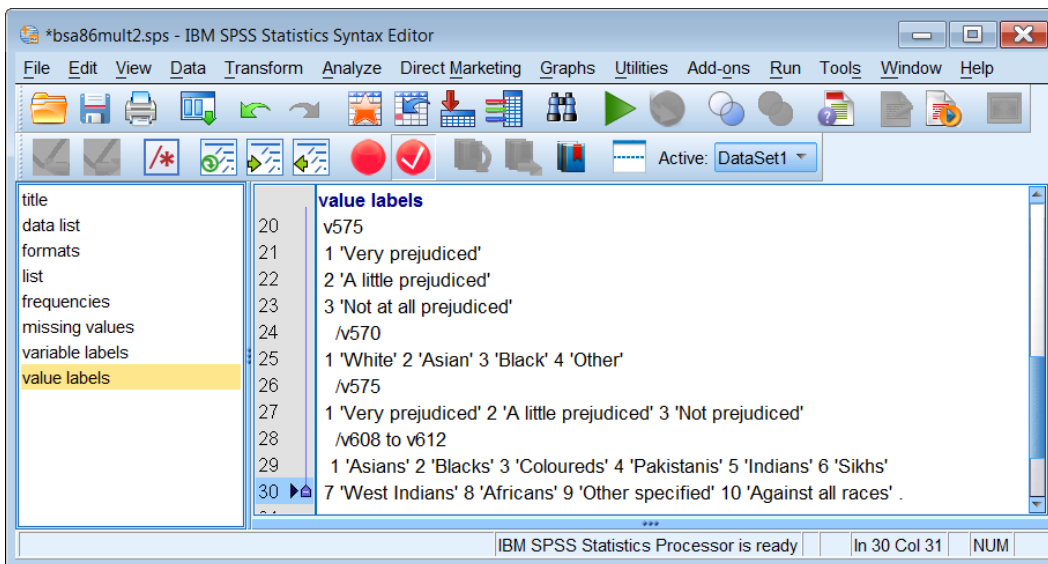 *bsa86mult2.sps - IBM SPSS Statistics Syntax Editor
File Edit View Data Transform Analyze Direct Marketing Graphs Utilities Add-ons Run Tools Window Help
Active: DataSet1
title
data list
formats
list
frequencies
missing values
variable labels
value labels
value labels
20 v575
21 1 'Very prejudiced'
22 2 'A little prejudiced'
23 3 'Not at all prejudiced'
24 /v570
25 1 'White' 2 'Asian' 3 'Black' 4 'Other'
26 /v575
27 1 'Very prejudiced' 2 'A little prejudiced' 3 'Not prejudiced'
28 /v608 to v612
29 1 'Asians' 2 'Blacks' 3 'Coloureds' 4 'Pakistanis' 5 'Indians' 6 'Sikhs'
30 7 'West Indians' 8 'Africans' 9 'Other specified' 10 'Against all races' .
IBM SPSS Statistics Processor is ready In 30 Col 31 NUM